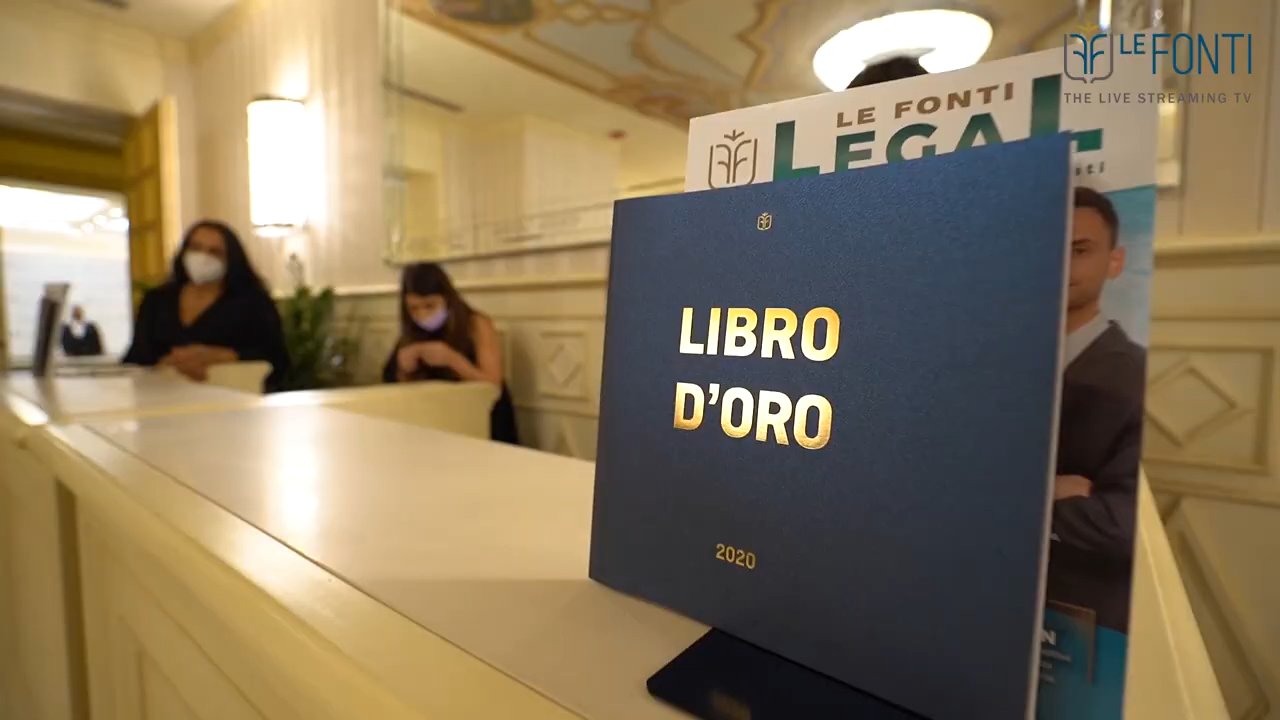 LE FONTI
THE LIVE STREAMING TV
LE FONTI
LEGAL
LIBRO
D'ORO
2020